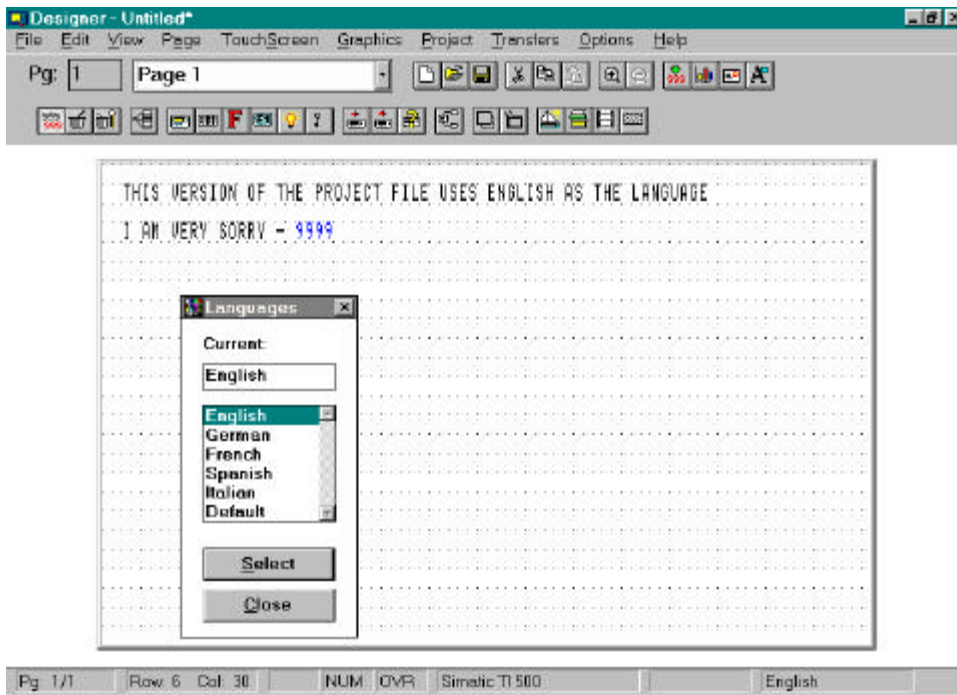 Designer - Untitled*
File Edit View Page TouchScreen Graphics Project Transfers Options Help
Pg: 1 Page 1
THIS VERSION OF THE PROJECT FILE USES ENGLISH AS THE LANGUAGE
I AM VERY SORRY - 9999
Languages
Current:
English
English
German
French
Spanish
Italian
Default
Select
Close
Pg 1/1 Row 6 Col 30 NUM OVR Simatic TI 500 English